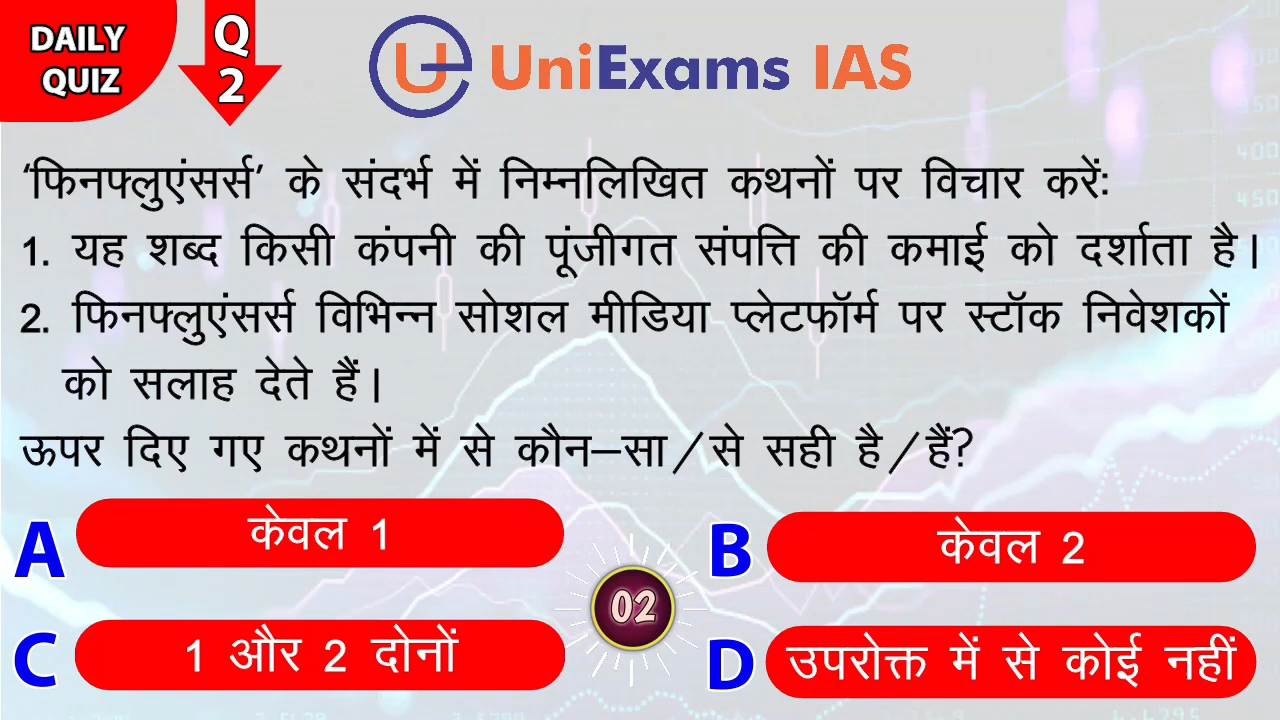 DAILY
QUIZ
Q
2
UniExams IAS
‘फिनफ्लुएंसर्स’ के संदर्भ में निम्नलिखित कथनों पर विचार करें:
1. यह शब्द किसी कंपनी की पूंजीगत संपत्ति की कमाई को दर्शाता है।
2. फिनफ्लुएंसर्स विभिन्न सोशल मीडिया प्लेटफॉर्म पर स्टॉक निवेशकों
को सलाह देते हैं।
ऊपर दिए गए कथनों में से कौन–सा/से सही है/हैं?
A केवल 1
B केवल 2
02
C 1 और 2 दोनों
D उपरोक्त में से कोई नहीं